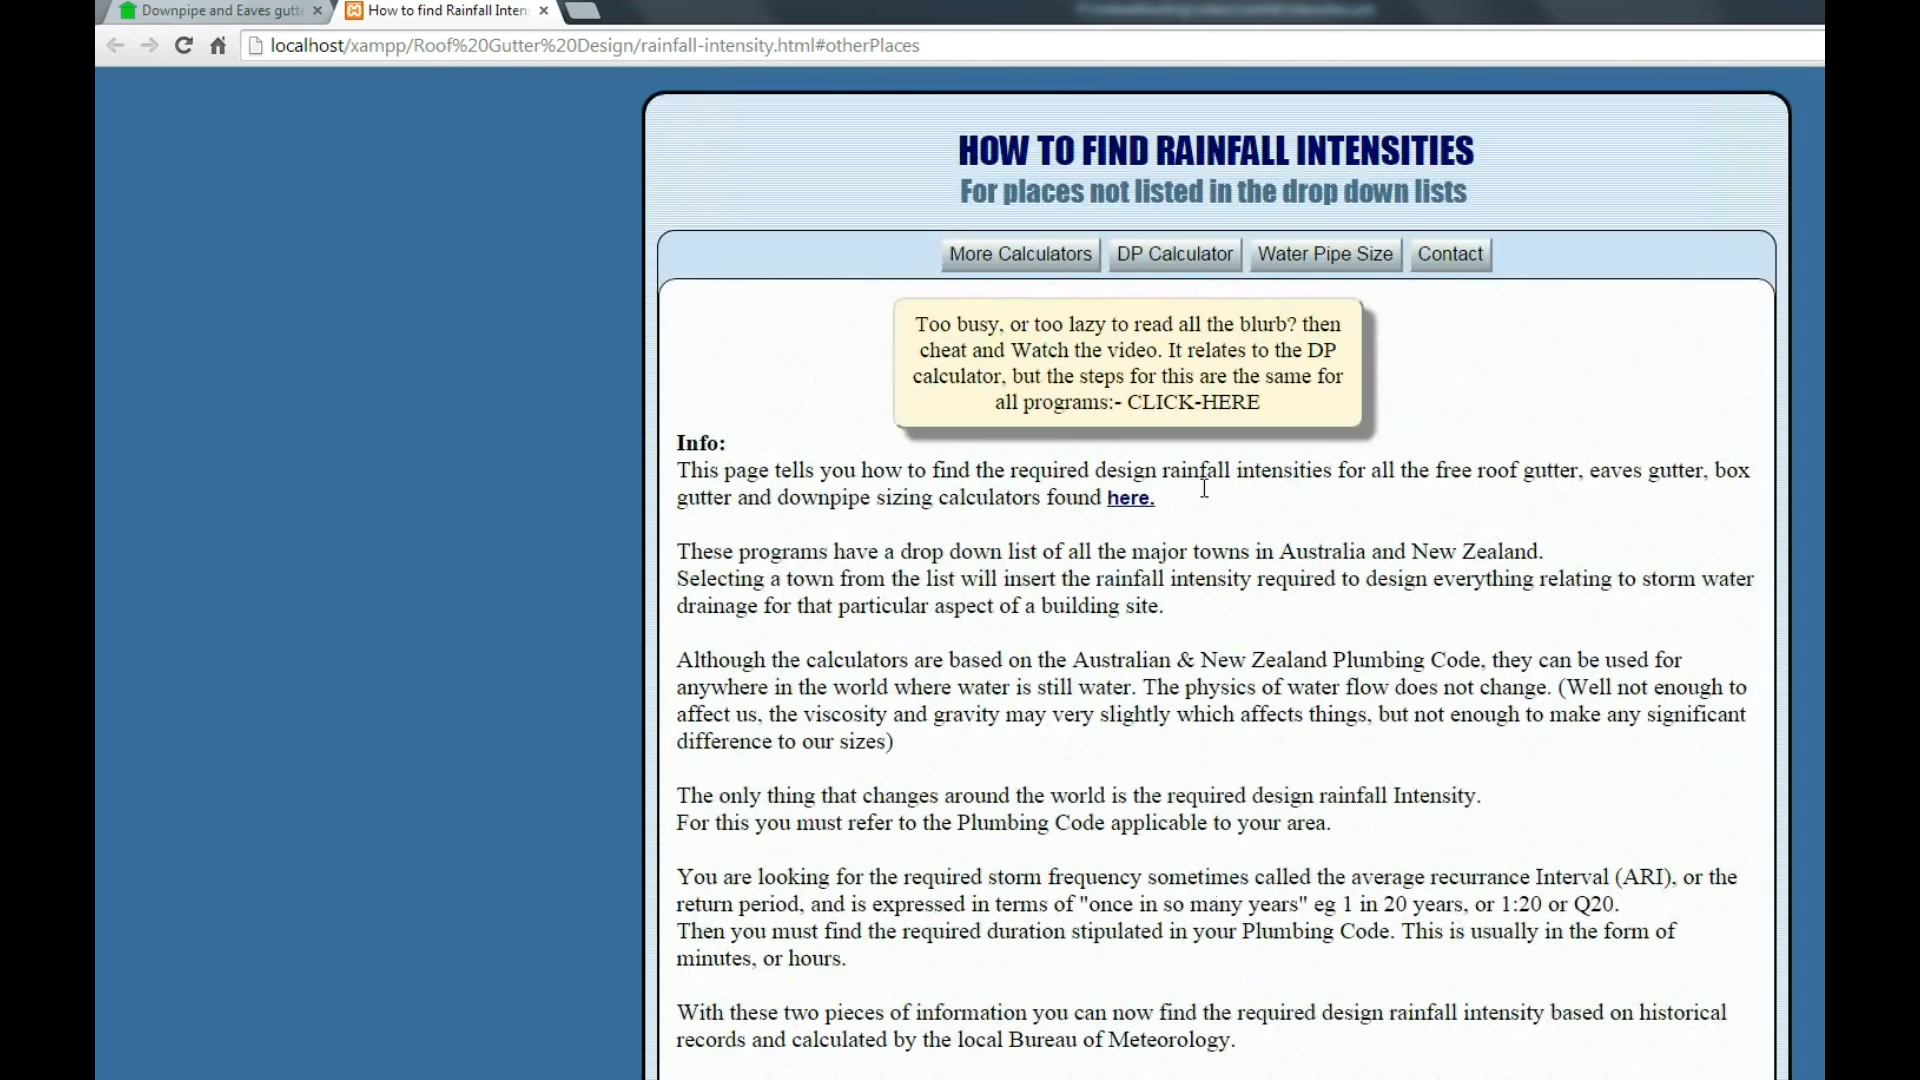 Downpipe and Eaves gutt
How to find Rainfall Inten
localhost/xampp/Roof%20Gutter%20Design/rainfall-intensity.html#otherPlaces
HOW TO FIND RAINFALL INTENSITIES
For places not listed in the drop down lists
More Calculators DP Calculator Water Pipe Size Contact
Too busy, or too lazy to read all the blurb? then
cheat and Watch the video. It relates to the DP
calculator, but the steps for this are the same for
all programs:- CLICK-HERE
Info:
This page tells you how to find the required design rainfall intensities for all the free roof gutter, eaves gutter, box
gutter and downpipe sizing calculators found here.
These programs have a drop down list of all the major towns in Australia and New Zealand.
Selecting a town from the list will insert the rainfall intensity required to design everything relating to storm water
drainage for that particular aspect of a building site.
Although the calculators are based on the Australian & New Zealand Plumbing Code, they can be used for
anywhere in the world where water is still water. The physics of water flow does not change. (Well not enough to
affect us, the viscosity and gravity may very slightly which affects things, but not enough to make any significant
difference to our sizes)
The only thing that changes around the world is the required design rainfall Intensity.
For this you must refer to the Plumbing Code applicable to your area.
You are looking for the required storm frequency sometimes called the average recurrance Interval (ARI), or the
return period, and is expressed in terms of "once in so many years" eg 1 in 20 years, or 1:20 or Q20.
Then you must find the required duration stipulated in your Plumbing Code. This is usually in the form of
minutes, or hours.
With these two pieces of information you can now find the required design rainfall intensity based on historical
records and calculated by the local Bureau of Meteorology.